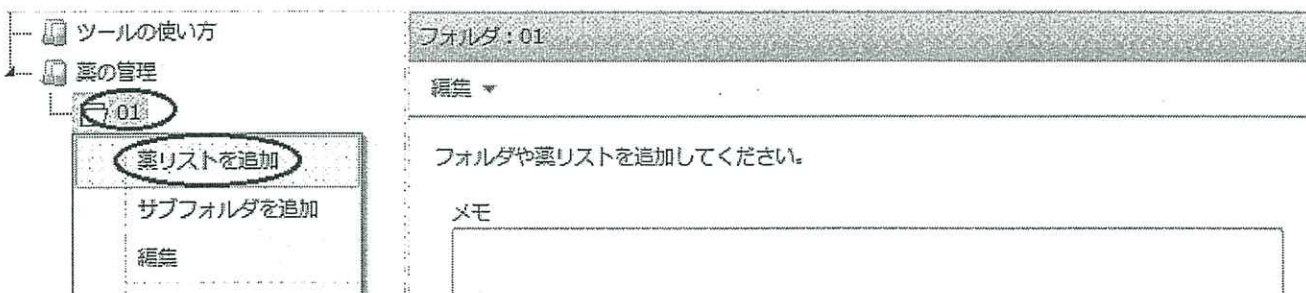 ツールの使い方
薬の管理
01
薬リストを追加
サブフォルダを追加
編集
フォルダ：01
編集
フォルダや薬リストを追加してください。
メモ